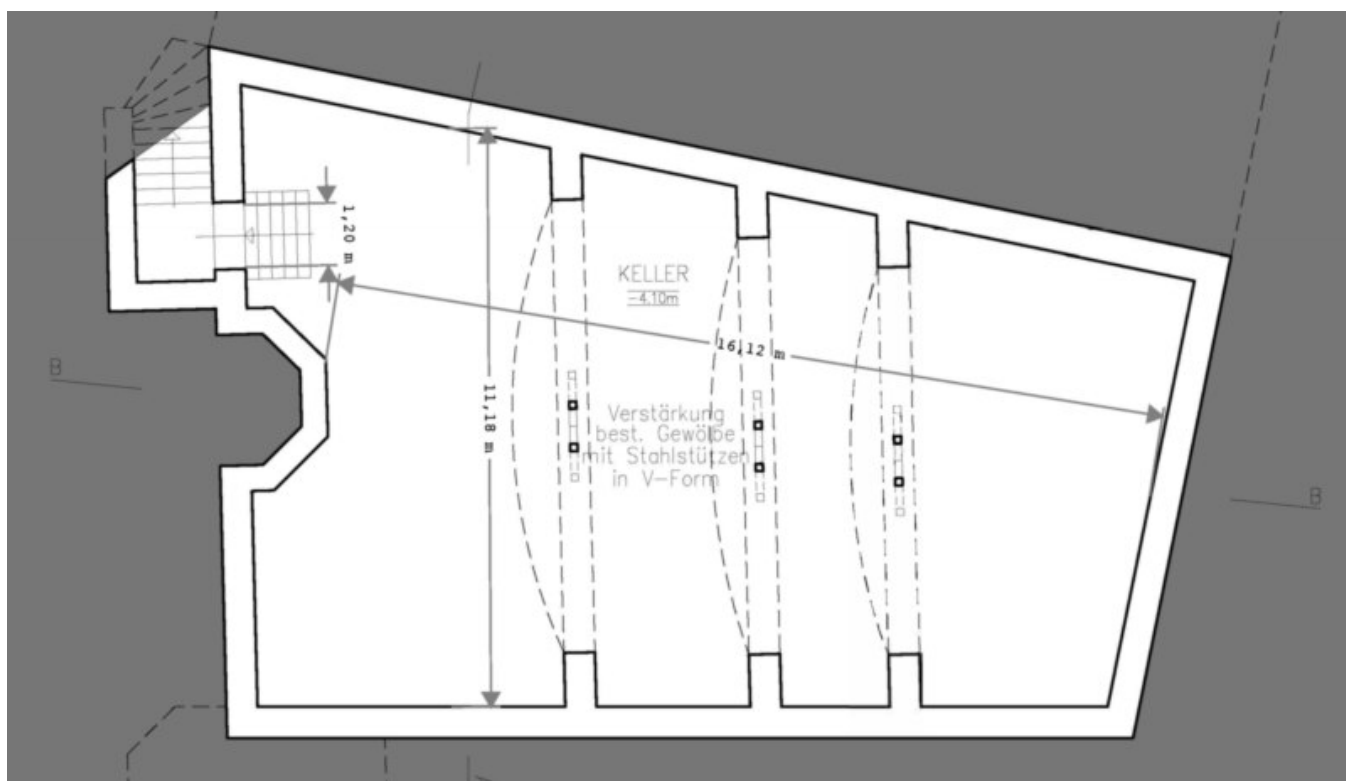 1,20 m
KELLER
-4.10m
16,12 m
B
11,18 m
Verstärkung
best. Gewölbe
mit Stahlstützen
in V-Form
B